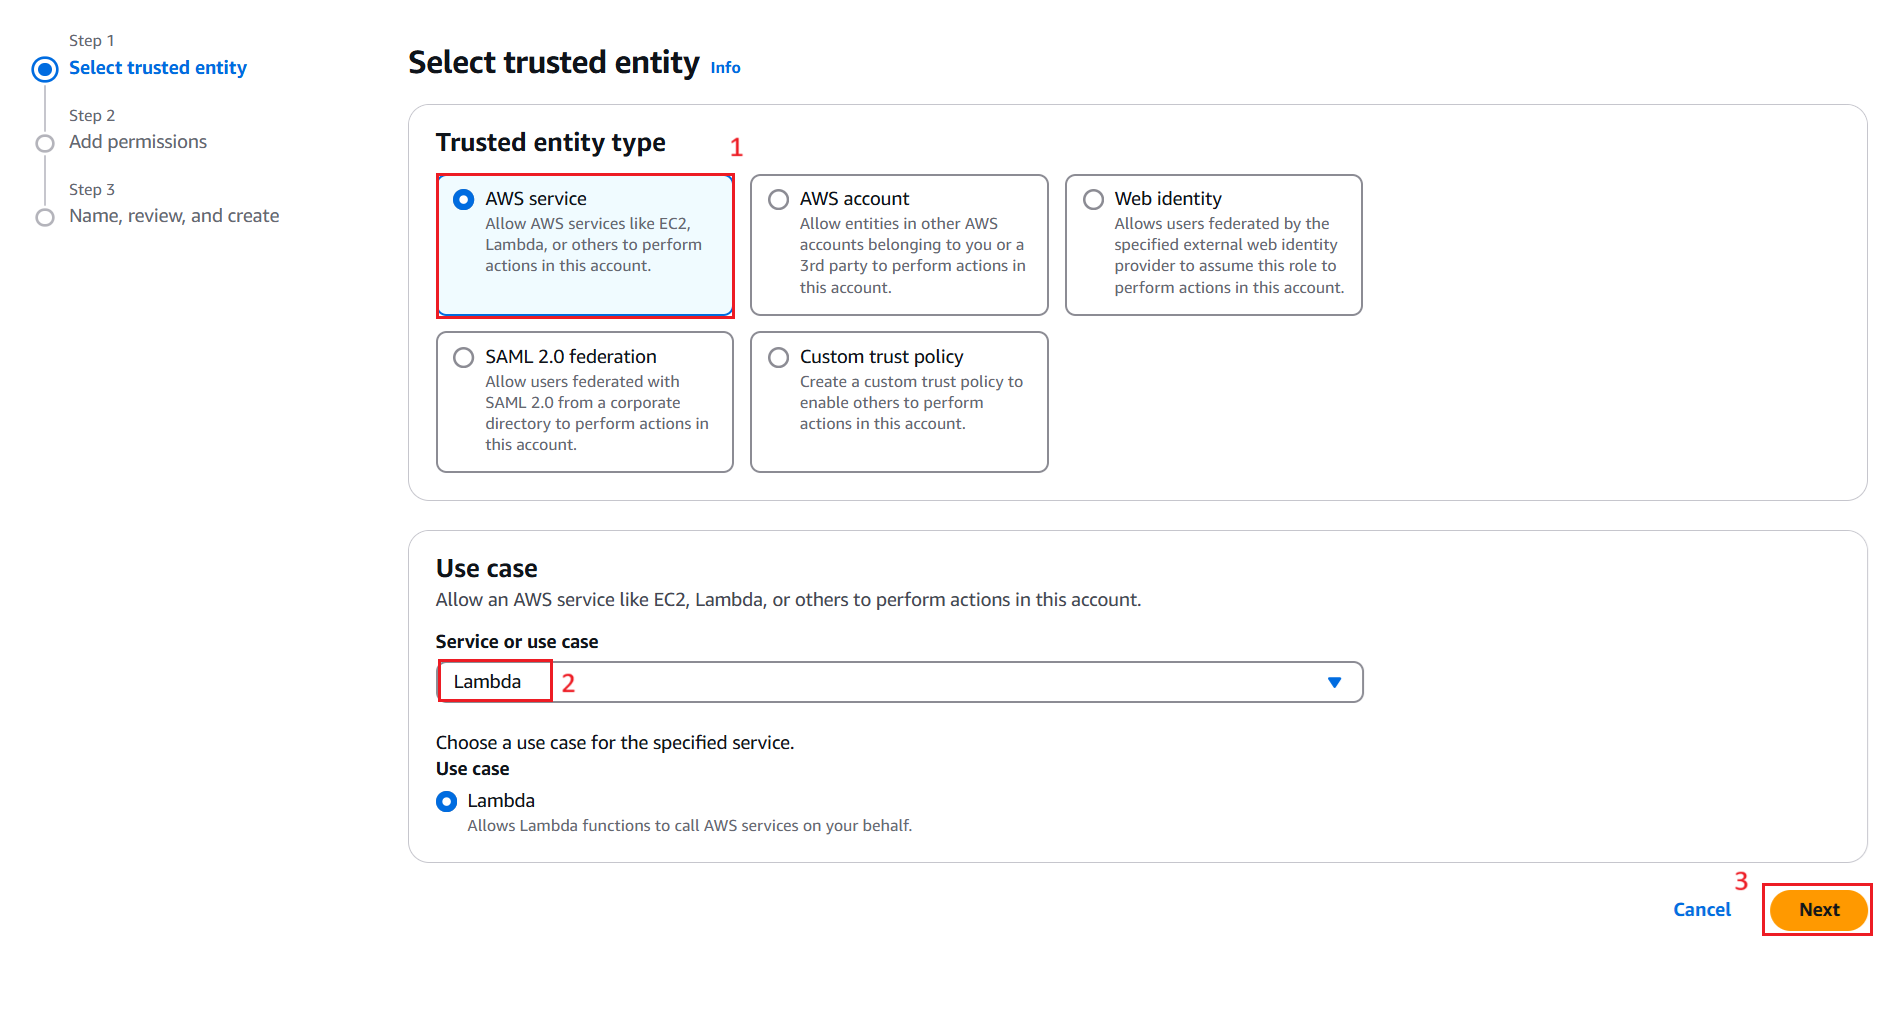 Step 1
Select trusted entity
Step 2
Add permissions
Step 3
Name, review, and create
Select trusted entity Info
Trusted entity type
1
AWS service
Allow AWS services like EC2,
Lambda, or others to perform
actions in this account.
AWS account
Allow entities in other AWS
accounts belonging to you or a
3rd party to perform actions in
this account.
Web identity
Allows users federated by the
specified external web identity
provider to assume this role to
perform actions in this account.
SAML 2.0 federation
Allow users federated with
SAML 2.0 from a corporate
directory to perform actions in
this account.
Custom trust policy
Create a custom trust policy to
enable others to perform
actions in this account.
Use case
Allow an AWS service like EC2, Lambda, or others to perform actions in this account.
Service or use case
Lambda 2
Choose a use case for the specified service.
Use case
Lambda
Allows Lambda functions to call AWS services on your behalf.
3
Cancel Next